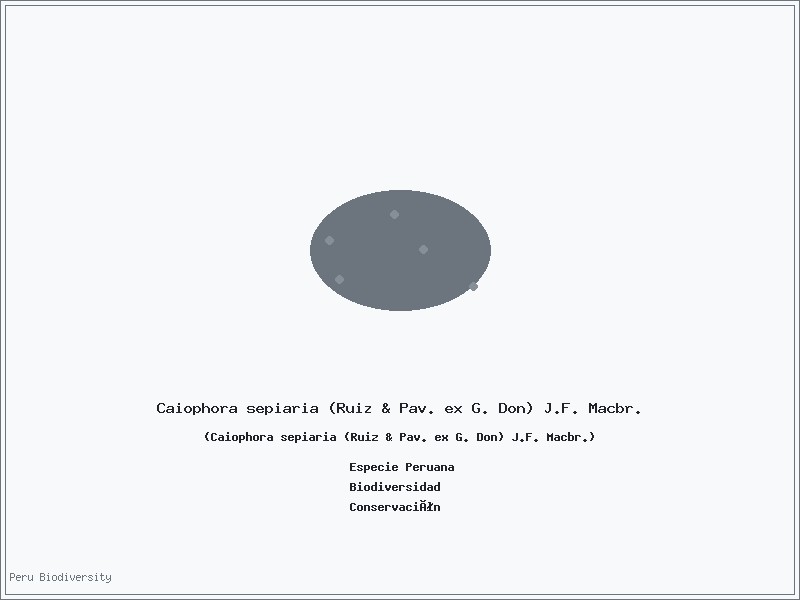 Caiophora sepiaria (Ruiz & Pav. ex G. Don) J.F. Macbr.
(Caiophora sepiaria (Ruiz & Pav. ex G. Don) J.F. Macbr.)
Especie Peruana
Biodiversidad
ConservaciÃłn
Peru Biodiversity